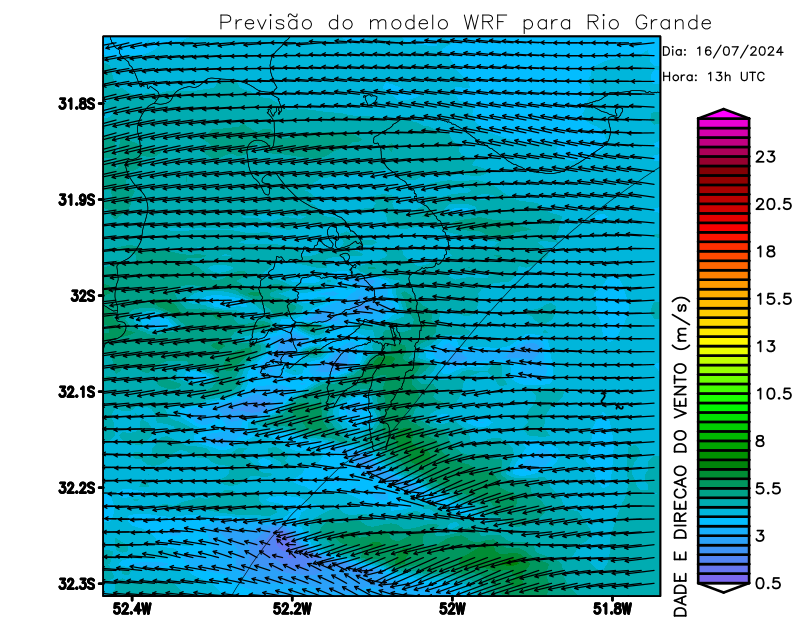 Previsão do modelo WRF para Rio Grande
Dia: 16/07/2024
Hora: 13h UTC
31.8S
31.9S
32S
32.1S
32.2S
32.3S
52.4W
52.2W
52W
51.8W
DADE E DIRECAO DO VENTO (m/s)
23
20.5
18
15.5
13
10.5
8
5.5
3
0.5